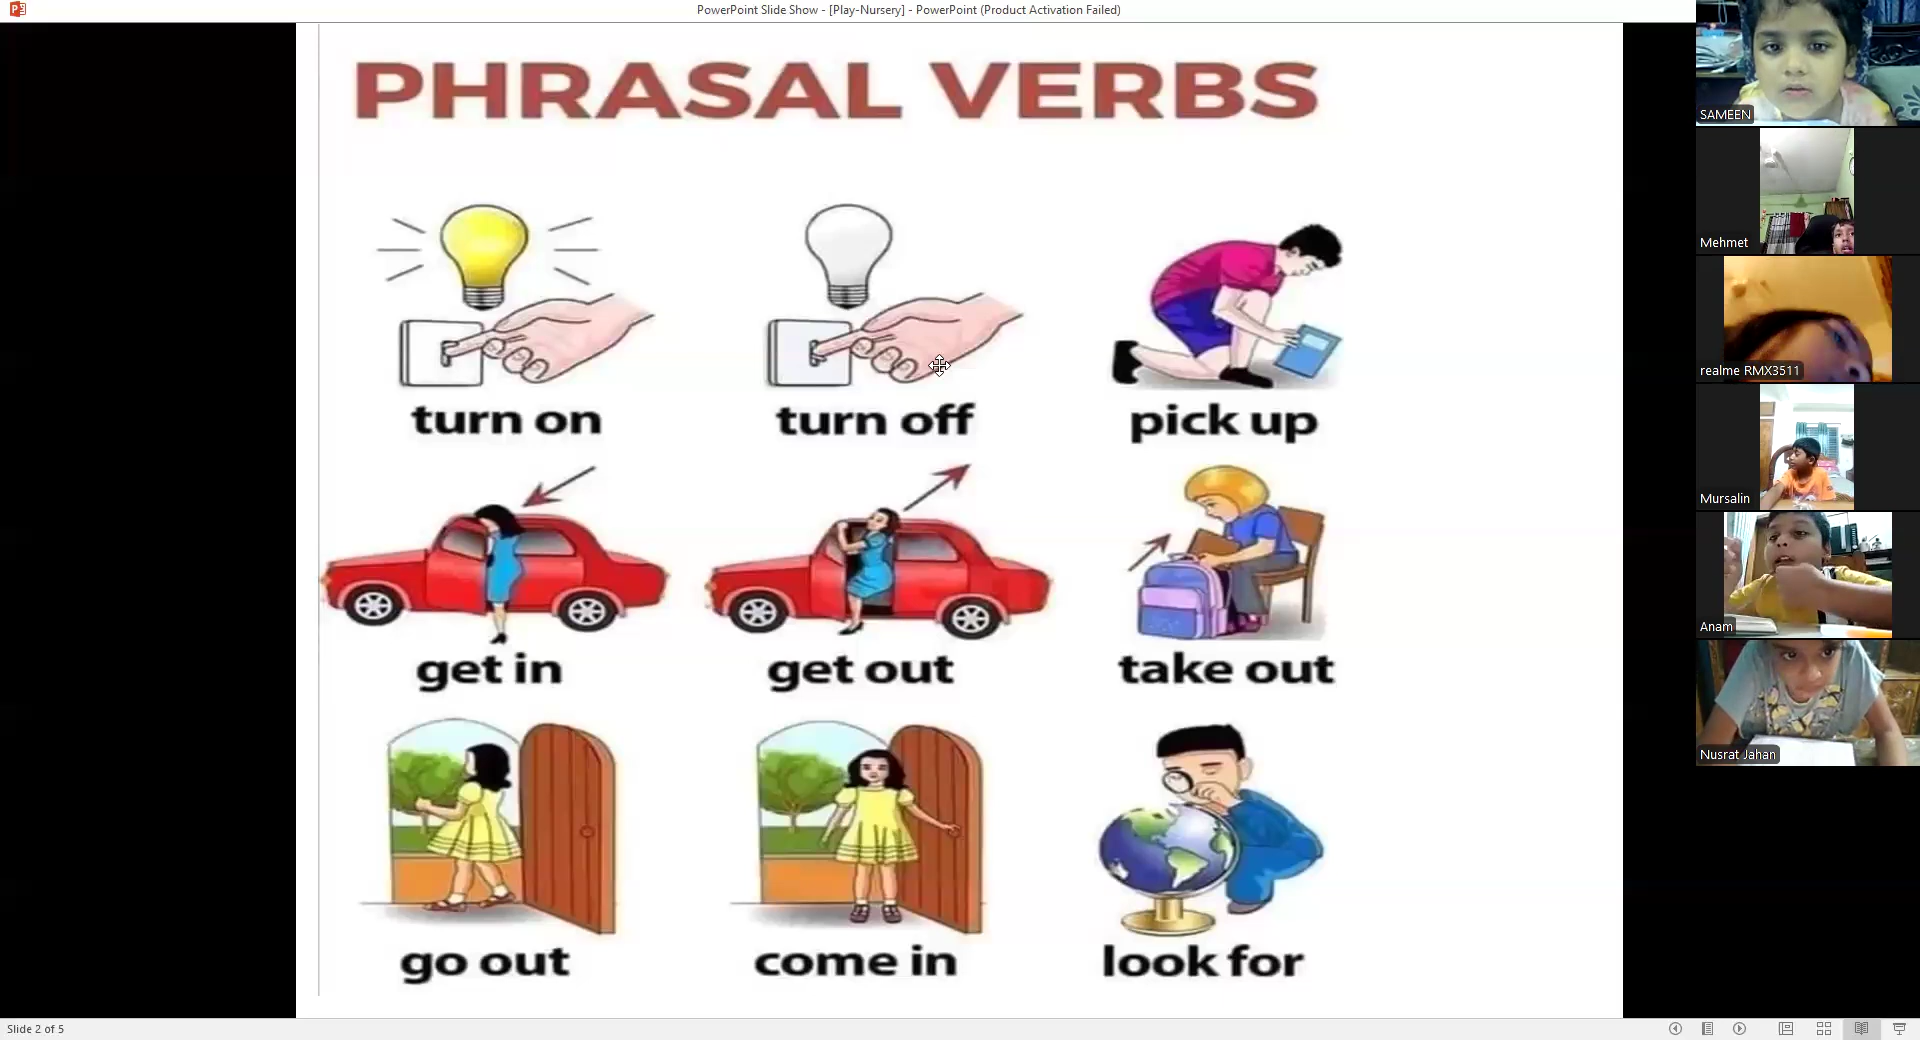 PowerPoint Slide Show - [Play-Nursery] - PowerPoint (Product Activation Failed)
PHRASAL VERBS
turn on
turn off
pick up
get in
get out
take out
go out
come in
look for
SAMEEN
Mehmet
realme RMX3511
Mursalin
Anam
Nusrat Jahan
Slide 2 of 5